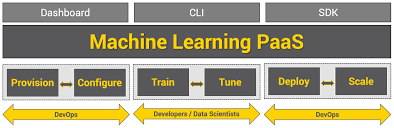 Dashboard CLI SDK
Machine Learning PaaS
Provision Configure Train Tune Deploy Scale
DevOps Developers / Data Scientists DevOps